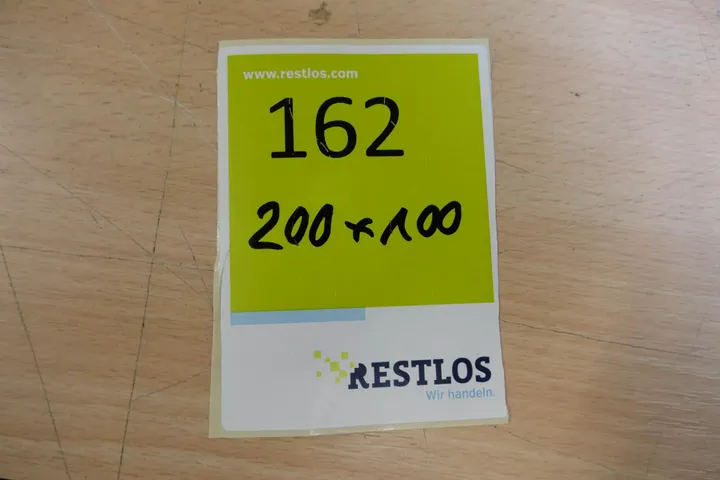 www.restlos.com
162
200 x 100
RESTLOS
Wir handeln.